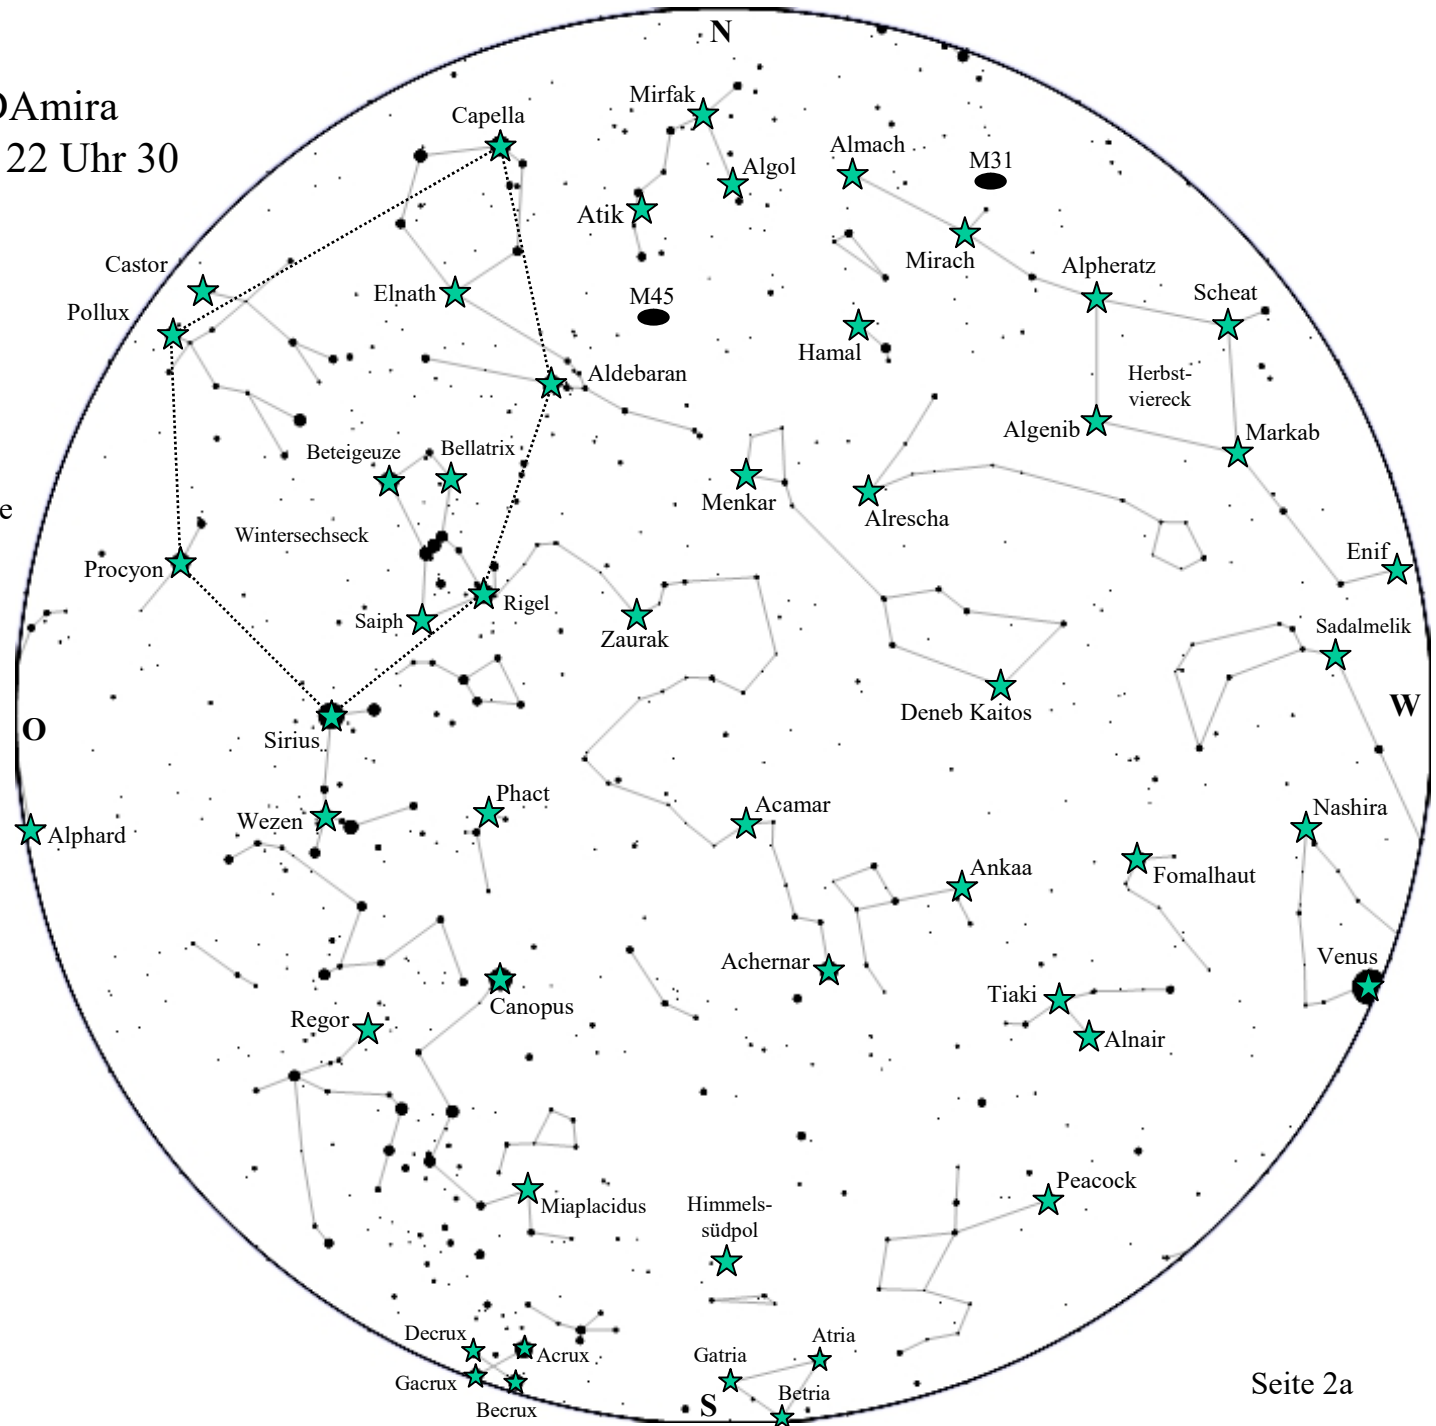 N
Mirfak
DAmira
Capella
22 Uhr 30
Almach
M31
Algol
Atik
Castor
Mirach
Alpheratz
Elnath
M45
Scheat
Pollux
Hamal
Aldebaran
Herbst-
viereck
Algenib
Markab
Beteigeuze
Bellatrix
Menkar
e
Alrescha
Wintersechseck
Enif
Procyon
Rigel
Saiph
Zaurak
Sadalmelik
Deneb Kaitos
W
O
Sirius
Phact
Acamar
Nashira
Wezen
Alphard
Ankaa
Fomalhaut
Venus
Achernar
Tiaki
Canopus
Regor
Alnair
Peacock
Miaplacidus
Himmels-
südpol
Decrux
Acrux
Atria
Gatria
Gacrux
Seite 2a
Betria
S
Becrux